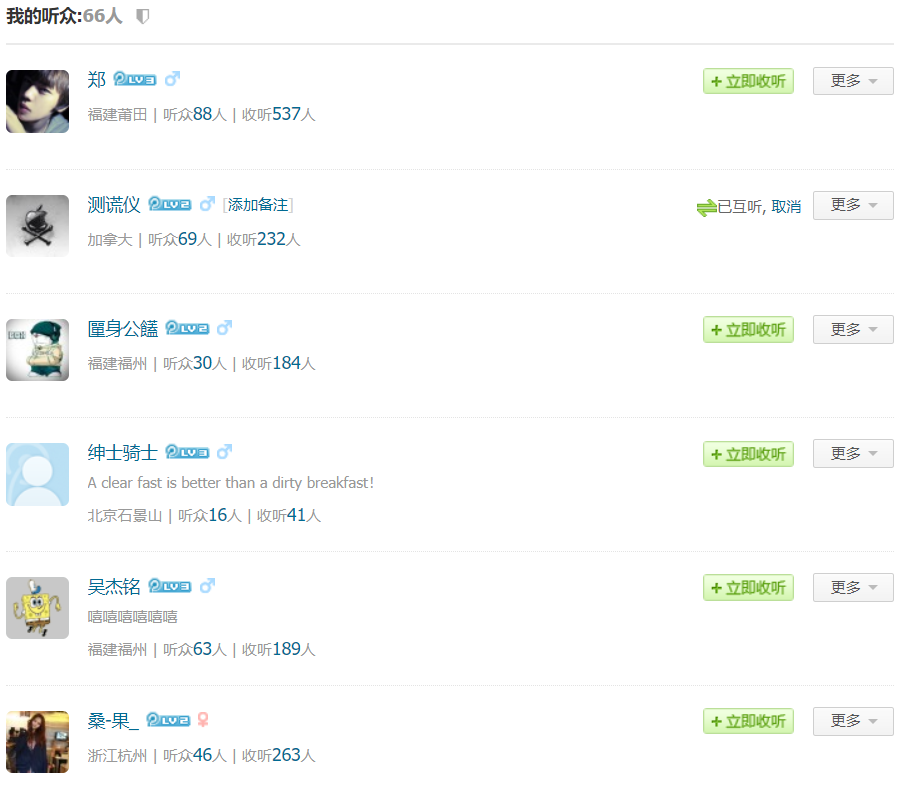 我的听众:66人
郑 LV3
+ 立即收听 更多
福建莆田 | 听众88人 | 收听537人
测谎仪 LV2 [添加备注]
已互听, 取消 更多
加拿大 | 听众69人 | 收听232人
LV2
+ 立即收听 更多
福建福州 | 听众30人 | 收听184人
绅士骑士 LV3
+ 立即收听 更多
A clear fast is better than a dirty breakfast!
北京石景山 | 听众16人 | 收听41人
吴杰铭 LV3
+ 立即收听 更多
嘻嘻嘻嘻嘻嘻
福建福州 | 听众63人 | 收听189人
桑-果_ LV2
+ 立即收听 更多
浙江杭州 | 听众46人 | 收听263人